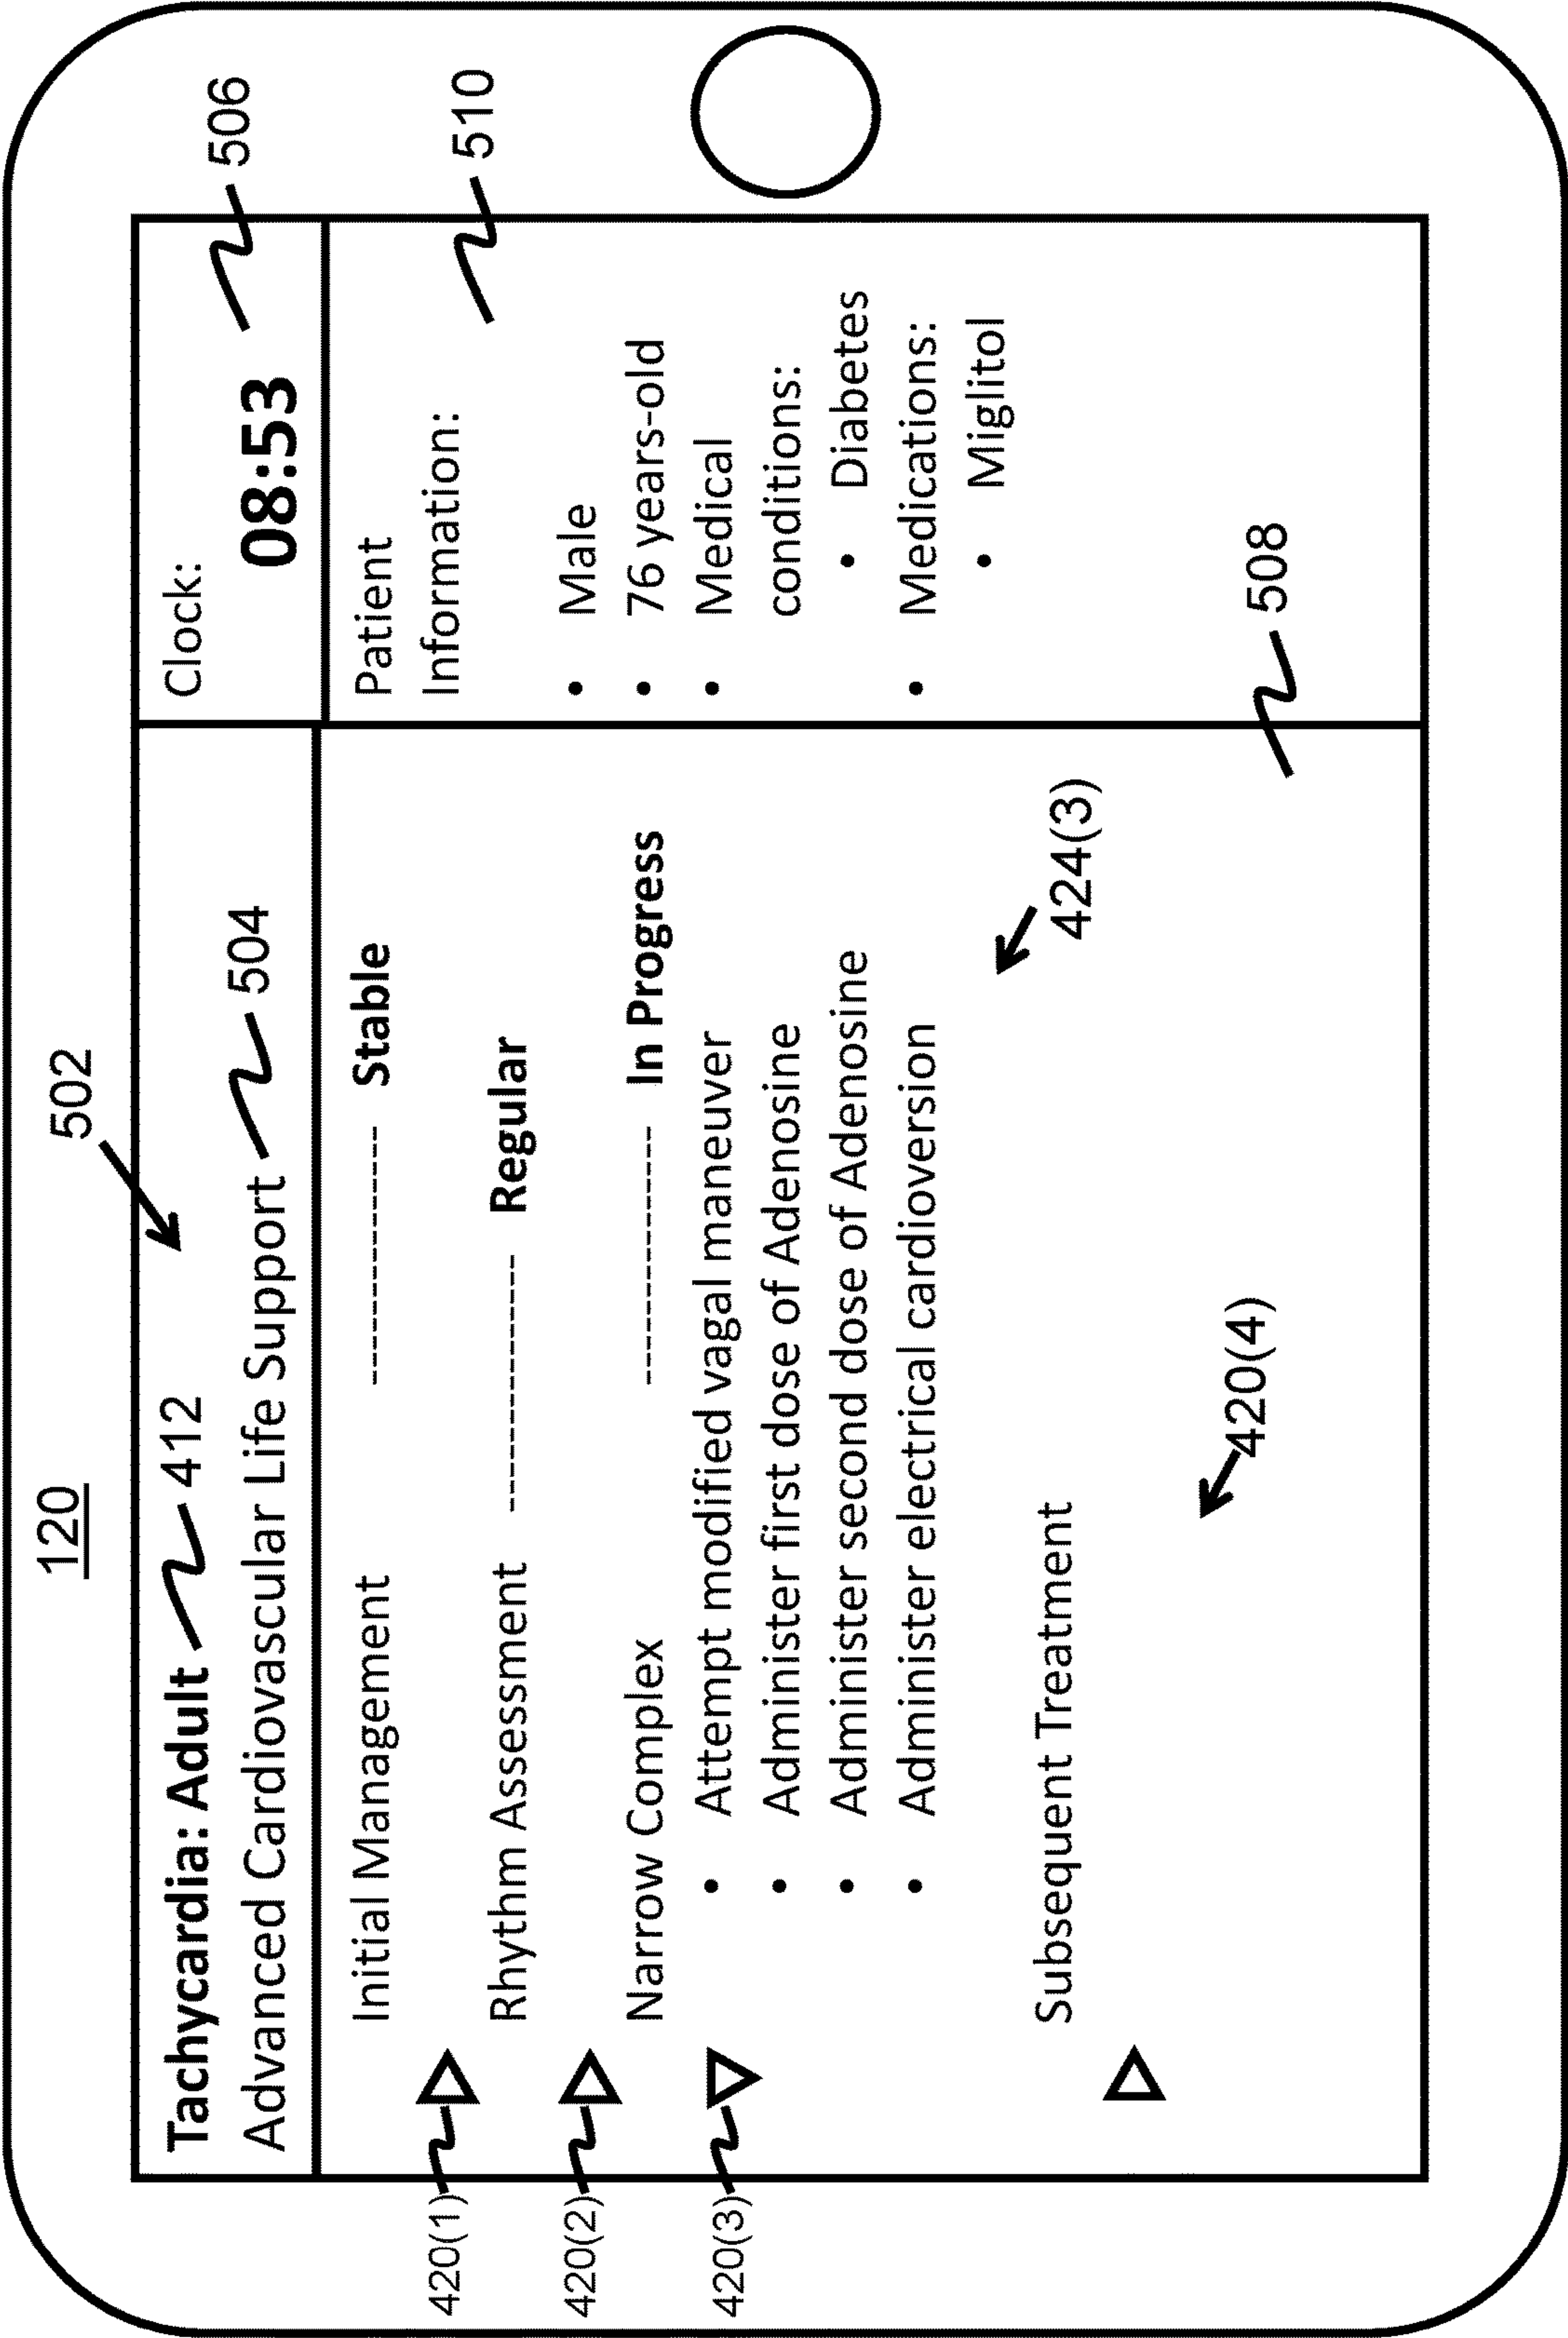 120
502
Tachycardia: Adult 412
Advanced Cardiovascular Life Support 504
Clock:
08:53
506
420(1)
Initial Management ------------- Stable
420(2)
Rhythm Assessment ------------- Regular
420(3)
Narrow Complex ------------- In Progress
• Attempt modified vagal maneuver
• Administer first dose of Adenosine
• Administer second dose of Adenosine
• Administer electrical cardioversion
424(3)
Subsequent Treatment
420(4)
508
Patient
Information:
510
• Male
• 76 years-old
• Medical
conditions:
• Diabetes
• Medications:
• Miglitol